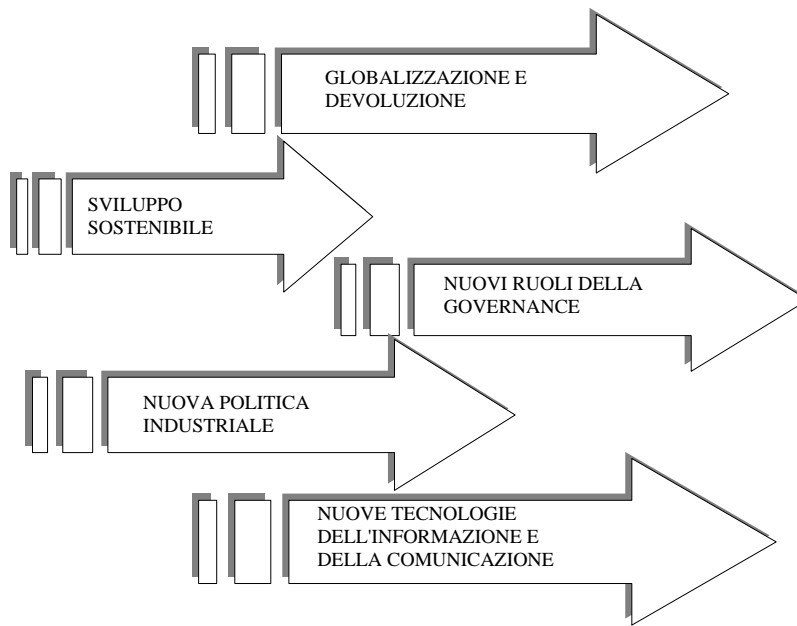 GLOBALIZZAZIONE E
DEVOLUZIONE
SVILUPPO
SOSTENIBILE
NUOVI RUOLI DELLA
GOVERNANCE
NUOVA POLITICA
INDUSTRIALE
NUOVE TECNOLOGIE
DELL'INFORMAZIONE E
DELLA COMUNICAZIONE